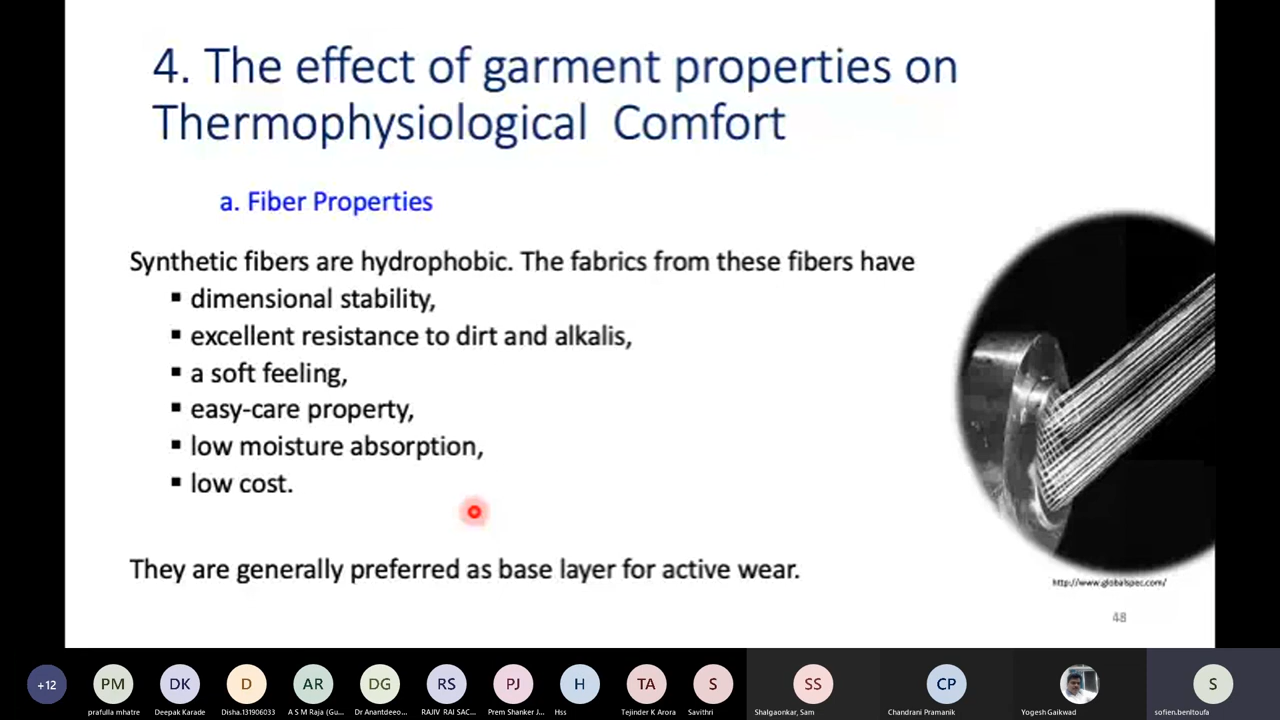 4. The effect of garment properties on
Thermophysiological Comfort
a. Fiber Properties
Synthetic fibers are hydrophobic. The fabrics from these fibers have
▪ dimensional stability,
▪ excellent resistance to dirt and alkalis,
▪ a soft feeling,
▪ easy-care property,
▪ low moisture absorption,
▪ low cost.
They are generally preferred as base layer for active wear.
http://www.globalspec.com/
48
+12 PM DK D AR DG RS PJ H TA S SS CP S
prafulla mhatre Deepak Karade Disha.131906033 A S M Raja (Gu... Dr Anantdeeo... RAJIV RAI SAC... Prem Shanker J... Hss Tejinder K Arora Savithri Shalgaonkar, Sam Chandrani Pramanik Yogesh Gaikwad sofien.benltoufa